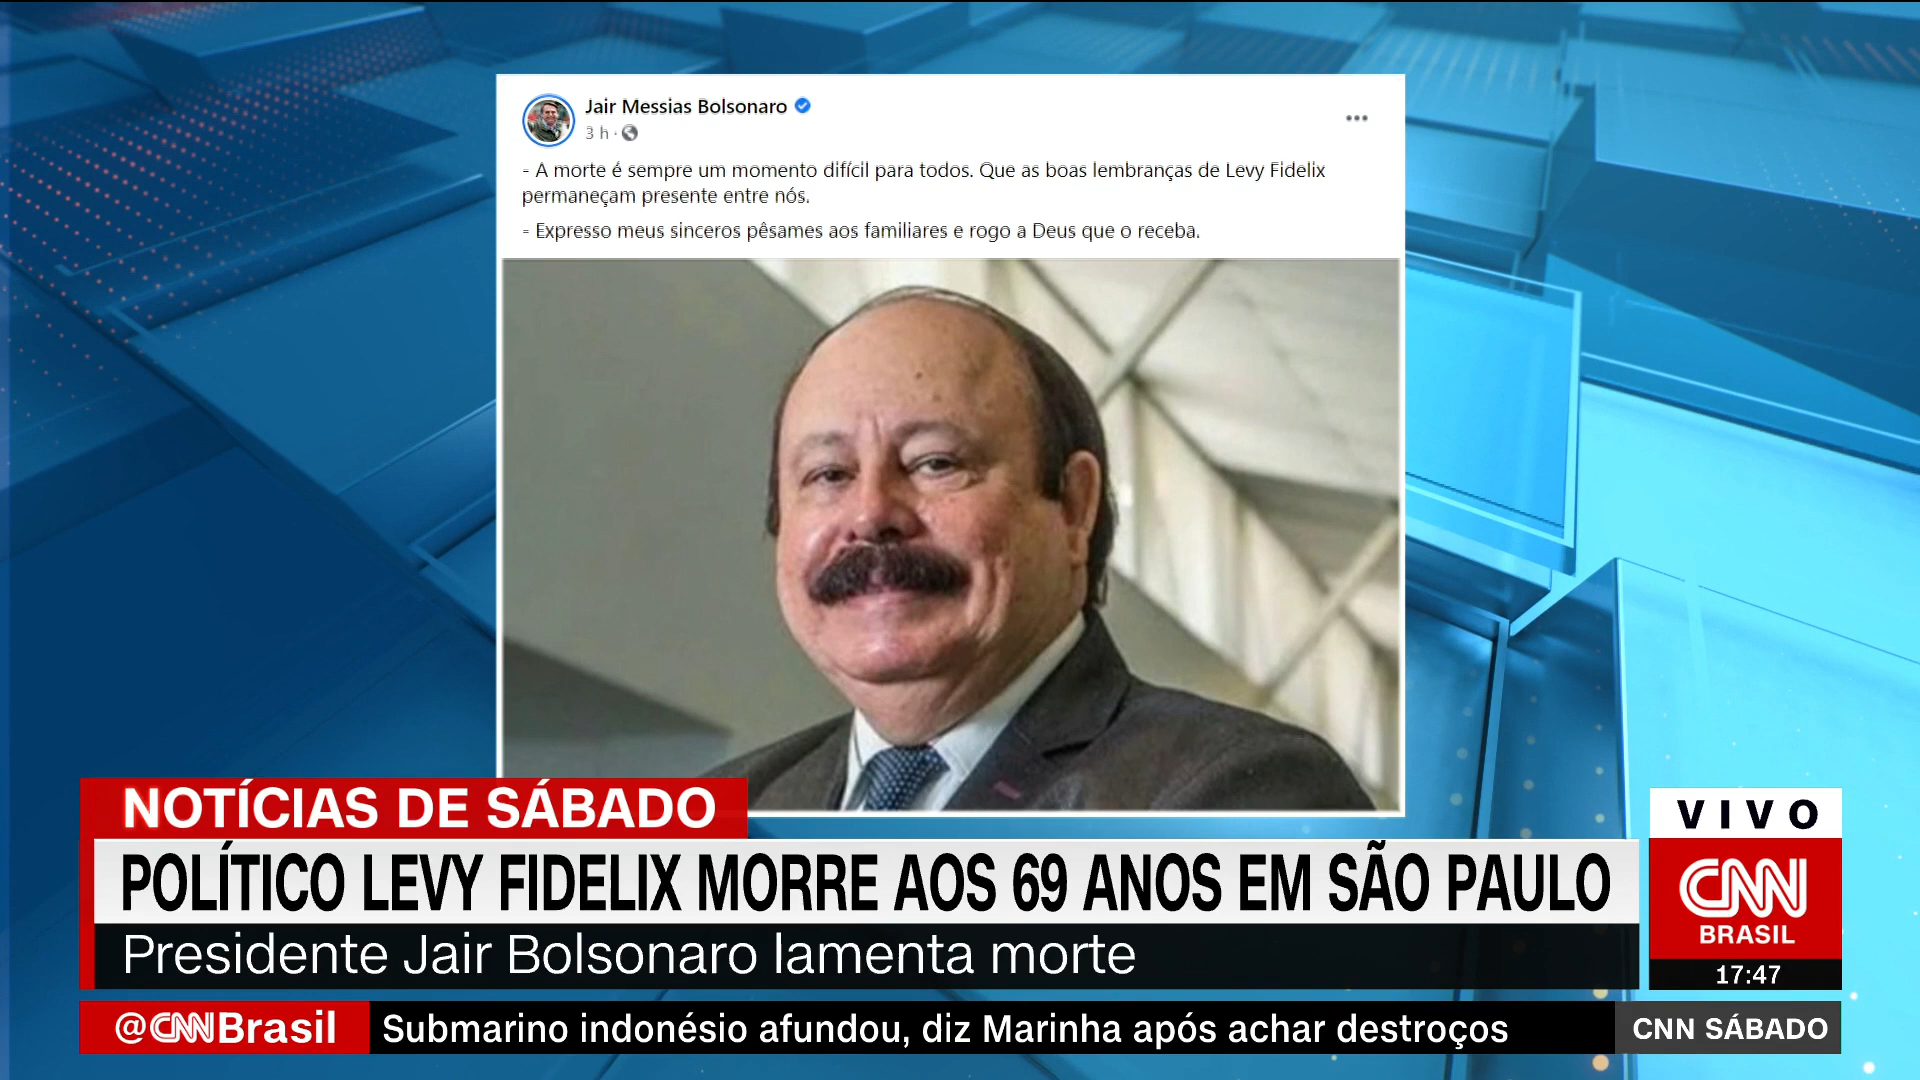 Jair Messias Bolsonaro
3 h ·
- A morte é sempre um momento difícil para todos. Que as boas lembranças de Levy Fidelix
permaneçam presente entre nós.
- Expresso meus sinceros pêsames aos familiares e rogo a Deus que o receba.
NOTÍCIAS DE SÁBADO
POLÍTICO LEVY FIDELIX MORRE AOS 69 ANOS EM SÃO PAULO
Presidente Jair Bolsonaro lamenta morte
VIVO
CNN
BRASIL
17:47
@CNNBrasil
Submarino indonésio afundou, diz Marinha após achar destroços
CNN SÁBADO